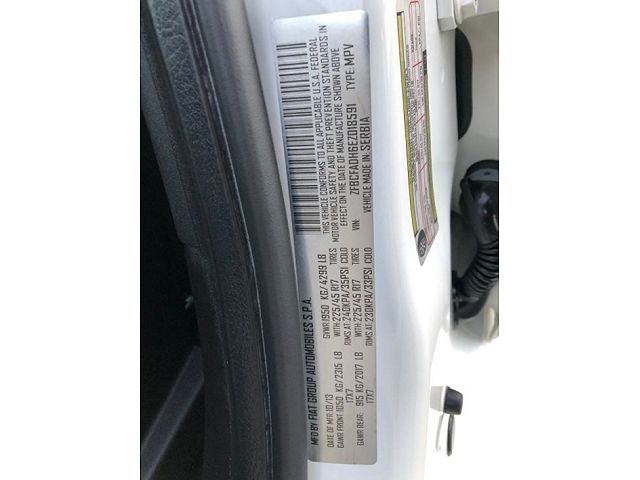 MFD BY FIAT GROUP AUTOMOBILES S.P.A.
DATE OF MFR: 10/13 GVWR: 1950 KG/ 4299 LB
GAWR FRONT: 1050 KG/ 2315 LB WITH: 225/45 R17 TIRES
17X7 RIMS AT: 240KPA/35PSI COLD
GAWR REAR: 915 KG/ 2017 LB WITH: 225/45 R17 TIRES
17X7 RIMS AT: 230KPA/33PSI COLD
THIS VEHICLE CONFORMS TO ALL APPLICABLE U.S.A. FEDERAL
MOTOR VEHICLE SAFETY AND THEFT PREVENTION STANDARDS IN
EFFECT ON THE DATE OF MANUFACTURE SHOWN ABOVE
VIN: ZFBCFADH6EZ018591 TYPE: MPV
VEHICLE MADE IN: SERBIA